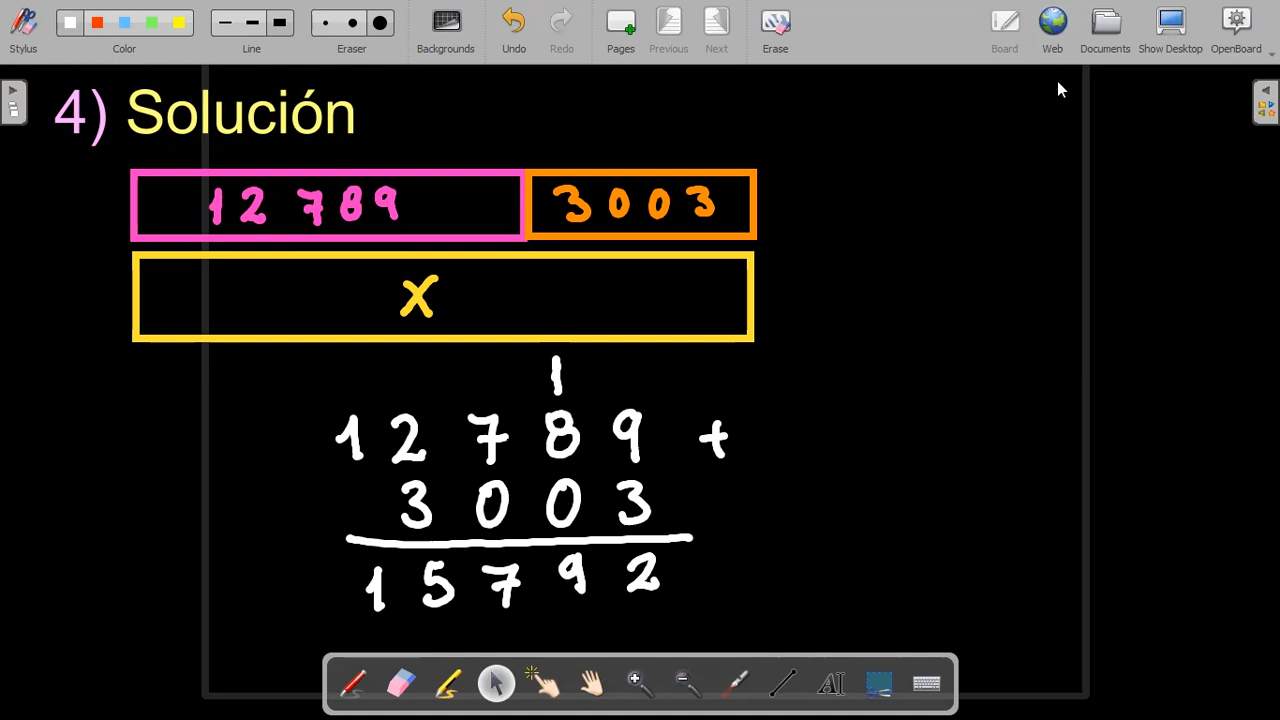 Stylus Color Line Eraser Backgrounds Undo Redo Pages Previous Next Erase Board Web Documents Show Desktop OpenBoard
4) Solución
12 789 3003
x
1
12789 +
3003
15792
AI